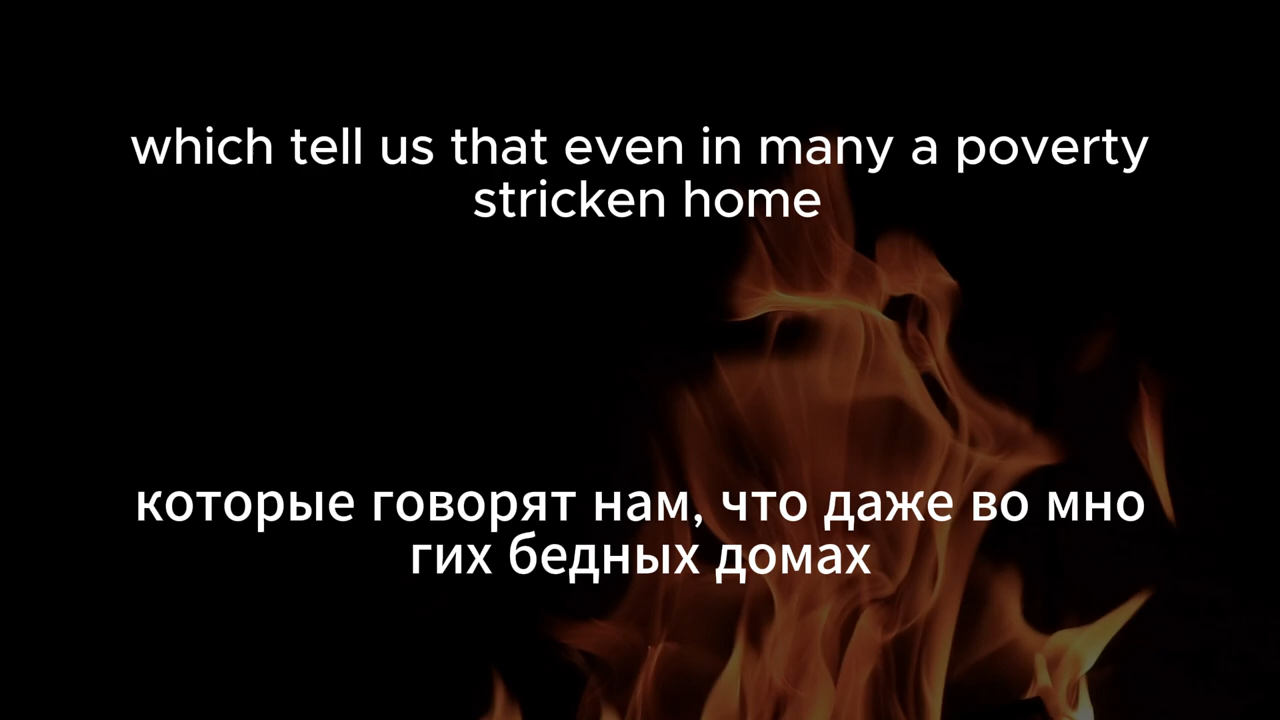 which tell us that even in many a poverty
stricken home
которые говорят нам, что даже во мно
гих бедных домах